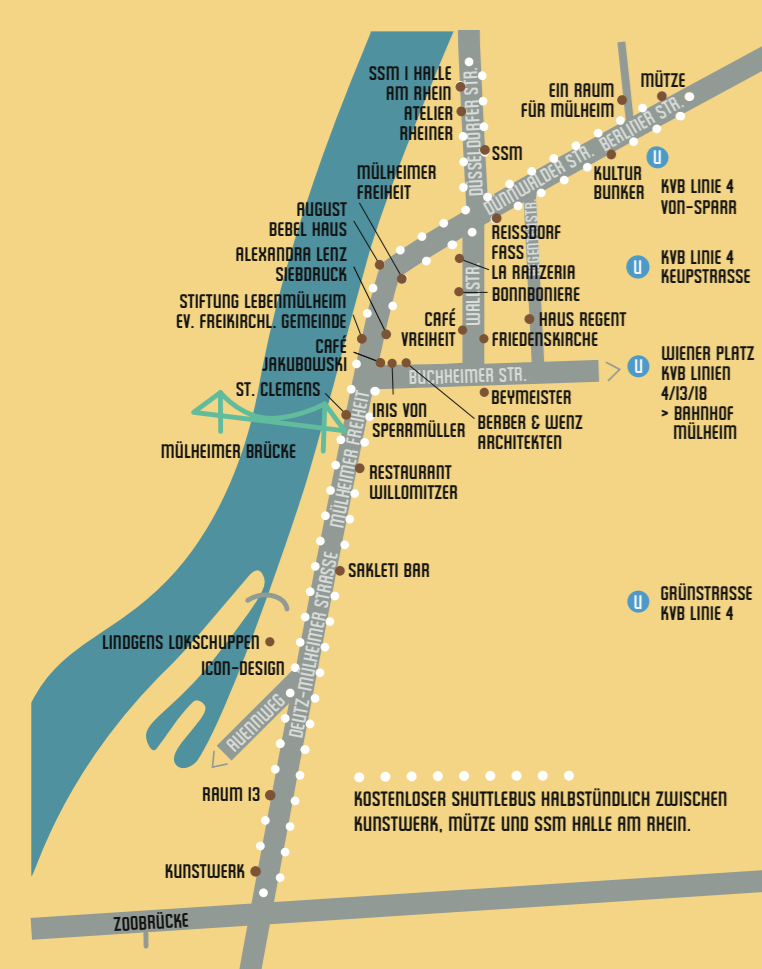 SSM I HALLE
AM RHEIN
ATELIER
RHEINER
DÜSSELDORFER STR.
SSM
EIN RAUM
FÜR MÜLHEIM
MÜTZE
DÜNNWALDER STR.
BERLINER STR.
KULTUR
BUNKER
U
KVB LINIE 4
VON-SPARR
MÜLHEIMER
FREIHEIT
AUGUST
BEBEL HAUS
ALEXANDRA LENZ
SIEBDRUCK
STIFTUNG LEBENMÜLHEIM
EV. FREIKIRCHL. GEMEINDE
CAFÉ
JAKUBOWSKI
ST. CLEMENS
REISSDORF
FASS
LA RANZERIA
BONNBONIERE
WALLSTR.
CAFÉ
VREIHEIT
HAUS REGENT
FRIEDENSKIRCHE
U
KVB LINIE 4
KEUPSTRASSE
BUCHHEIMER STR.
U
WIENER PLATZ
KVB LINIEN
4/13/18
> BAHNHOF
MÜLHEIM
BEYMEISTER
IRIS VON
SPERRMÜLLER
BERBER & WENZ
ARCHITEKTEN
MÜLHEIMER BRÜCKE
MÜLHEIMER FREIHEIT
RESTAURANT
WILLOMITZER
SAKLETI BAR
DEUTZ-MÜLHEIMER STRASSE
U
GRÜNSTRASSE
KVB LINIE 4
LINDGENS LOKSCHUPPEN
ICON-DESIGN
AUENWEG
RAUM 13
KOSTENLOSER SHUTTLEBUS HALBSTÜNDLICH ZWISCHEN
KUNSTWERK, MÜTZE UND SSM HALLE AM RHEIN.
KUNSTWERK
ZOOBRÜCKE